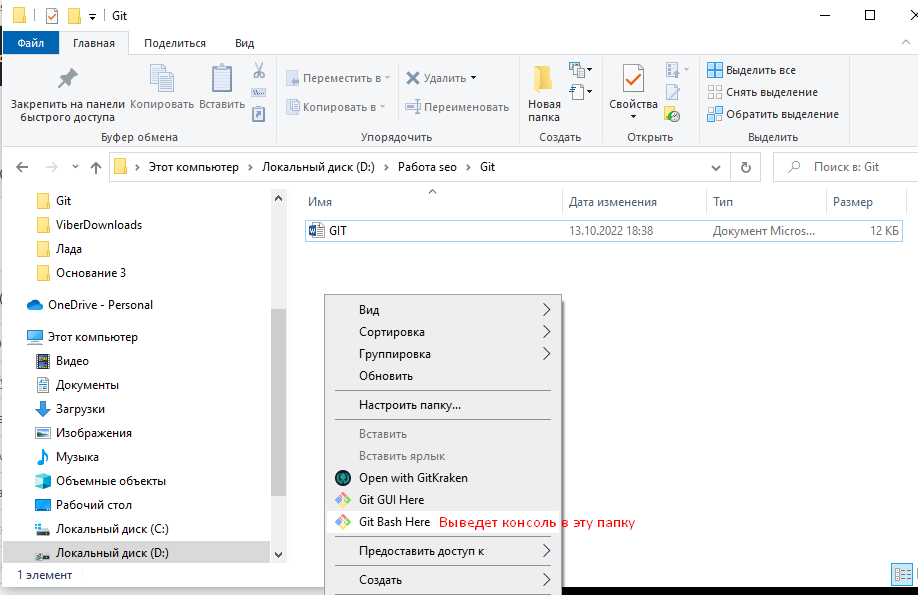 Git
Файл Главная Поделиться Вид
Закрепить на панели быстрого доступа
Копировать
Вставить
Переместить в
Копировать в
Удалить
Переименовать
Новая папка
Свойства
Выделить все
Снять выделение
Обратить выделение
Буфер обмена Упорядочить Создать Открыть Выделить
Этот компьютер Локальный диск (D:) Работа seo Git
Поиск в: Git
Git
ViberDownloads
Лада
Основание 3
OneDrive - Personal
Этот компьютер
Видео
Документы
Загрузки
Изображения
Музыка
Объемные объекты
Рабочий стол
Локальный диск (C:)
Локальный диск (D:)
Имя Дата изменения Тип Размер
GIT 13.10.2022 18:38 Документ Micros... 12 КБ
Вид
Сортировка
Группировка
Обновить
Настроить папку...
Вставить
Вставить ярлык
Open with GitKraken
Git GUI Here
Git Bash Here Выведет консоль в эту папку
Предоставить доступ к
Создать
1 элемент